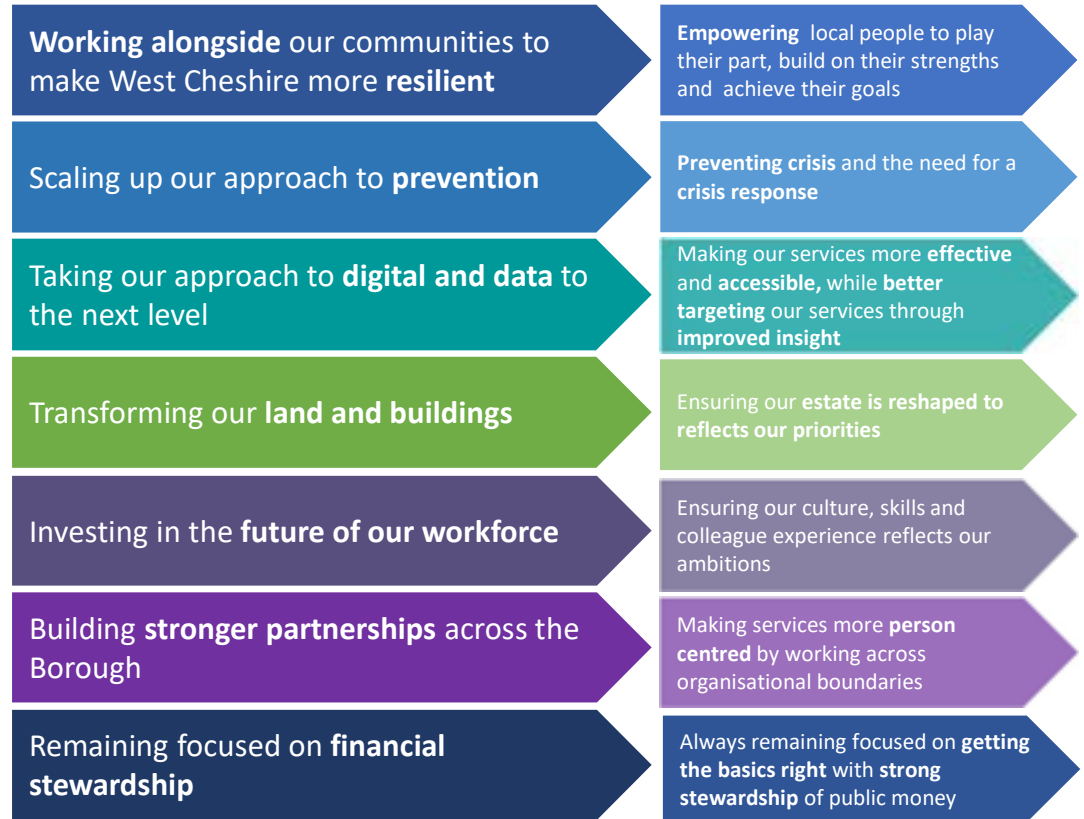 Working alongside our communities to
make West Cheshire more resilient
Empowering local people to play
their part, build on their strengths
and achieve their goals
Scaling up our approach to prevention
Preventing crisis and the need for a
crisis response
Taking our approach to digital and data to
the next level
Making our services more effective
and accessible, while better
targeting our services through
improved insight
Transforming our land and buildings
Ensuring our estate is reshaped to
reflects our priorities
Investing in the future of our workforce
Ensuring our culture, skills and
colleague experience reflects our
ambitions
Building stronger partnerships across the
Borough
Making services more person
centred by working across
organisational boundaries
Remaining focused on financial
stewardship
Always remaining focused on getting
the basics right with strong
stewardship of public money